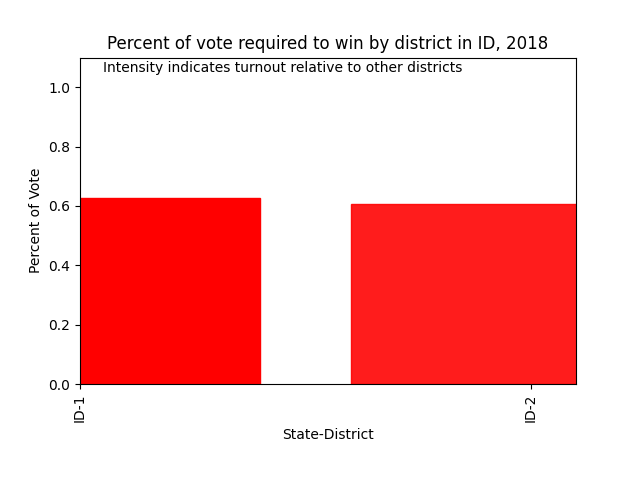 Percent of vote required to win by district in ID, 2018
Intensity indicates turnout relative to other districts
Percent of Vote
1.0
0.8
0.6
0.4
0.2
0.0
ID-1
ID-2
State-District